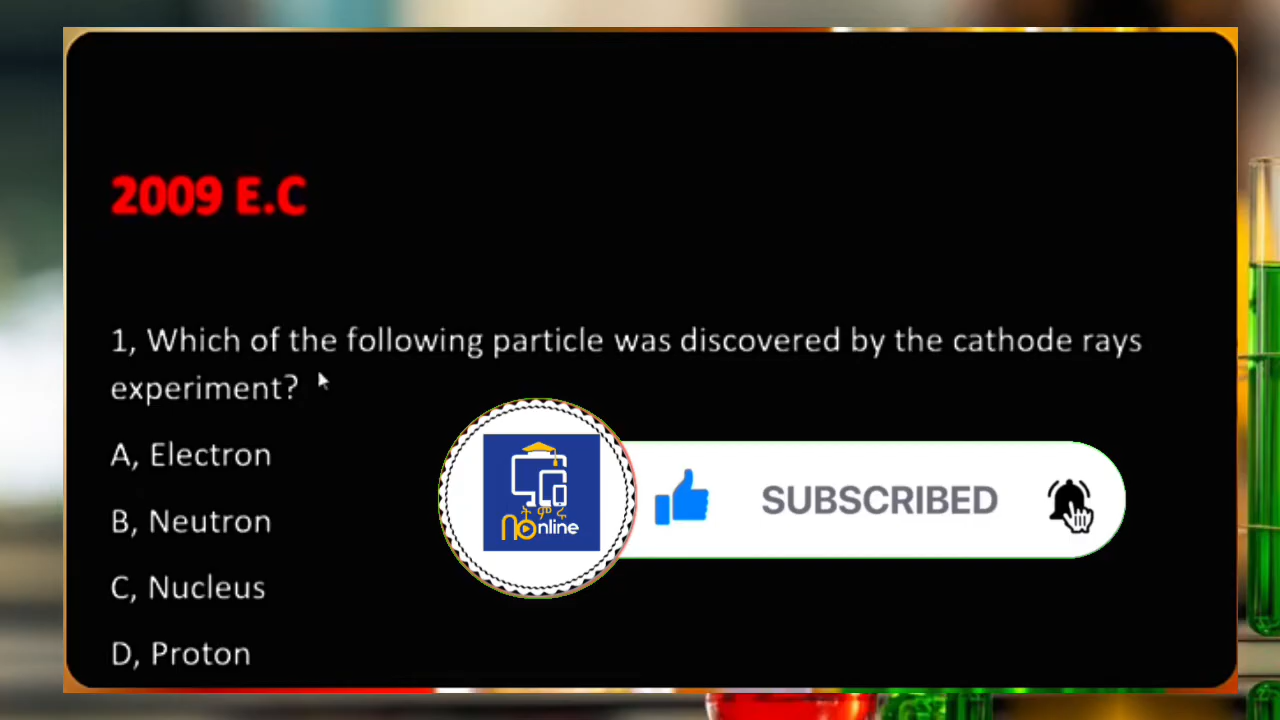 2009 E.C
1, Which of the following particle was discovered by the cathode rays
experiment?
A, Electron
ት ም ሩ
በOnline
SUBSCRIBED
B, Neutron
C, Nucleus
D, Proton